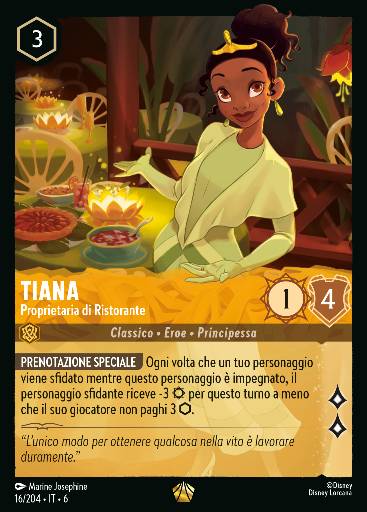 3
TIANA
Proprietaria di Ristorante
1
4
Classico • Eroe • Principessa
PRENOTAZIONE SPECIALE Ogni volta che un tuo personaggio
viene sfidato mentre questo personaggio è impegnato, il
personaggio sfidante riceve -3 per questo turno a meno
che il suo giocatore non paghi 3 .
“L’unico modo per ottenere qualcosa nella vita è lavorare
duramente.”
Marine Josephine
16/204 • IT • 6
©Disney
Disney Lorcana